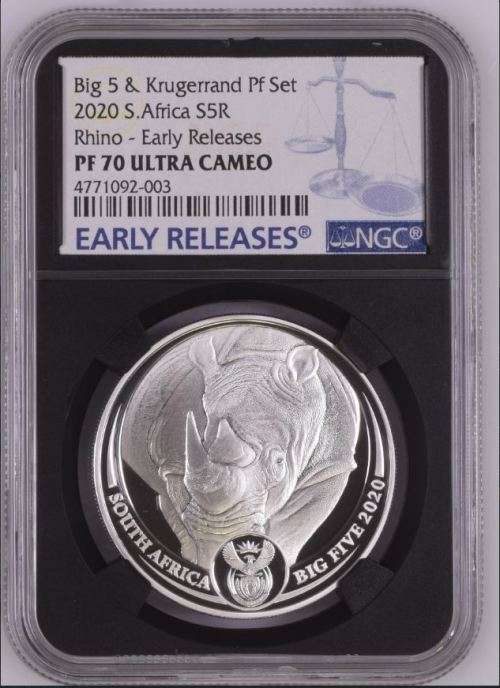 Big 5 & Krugerrand Pf Set
2020 S.Africa S5R
Rhino - Early Releases
PF 70 ULTRA CAMEO
4771092-003
EARLY RELEASES®
NGC®
SOUTH AFRICA
BIG FIVE 2020